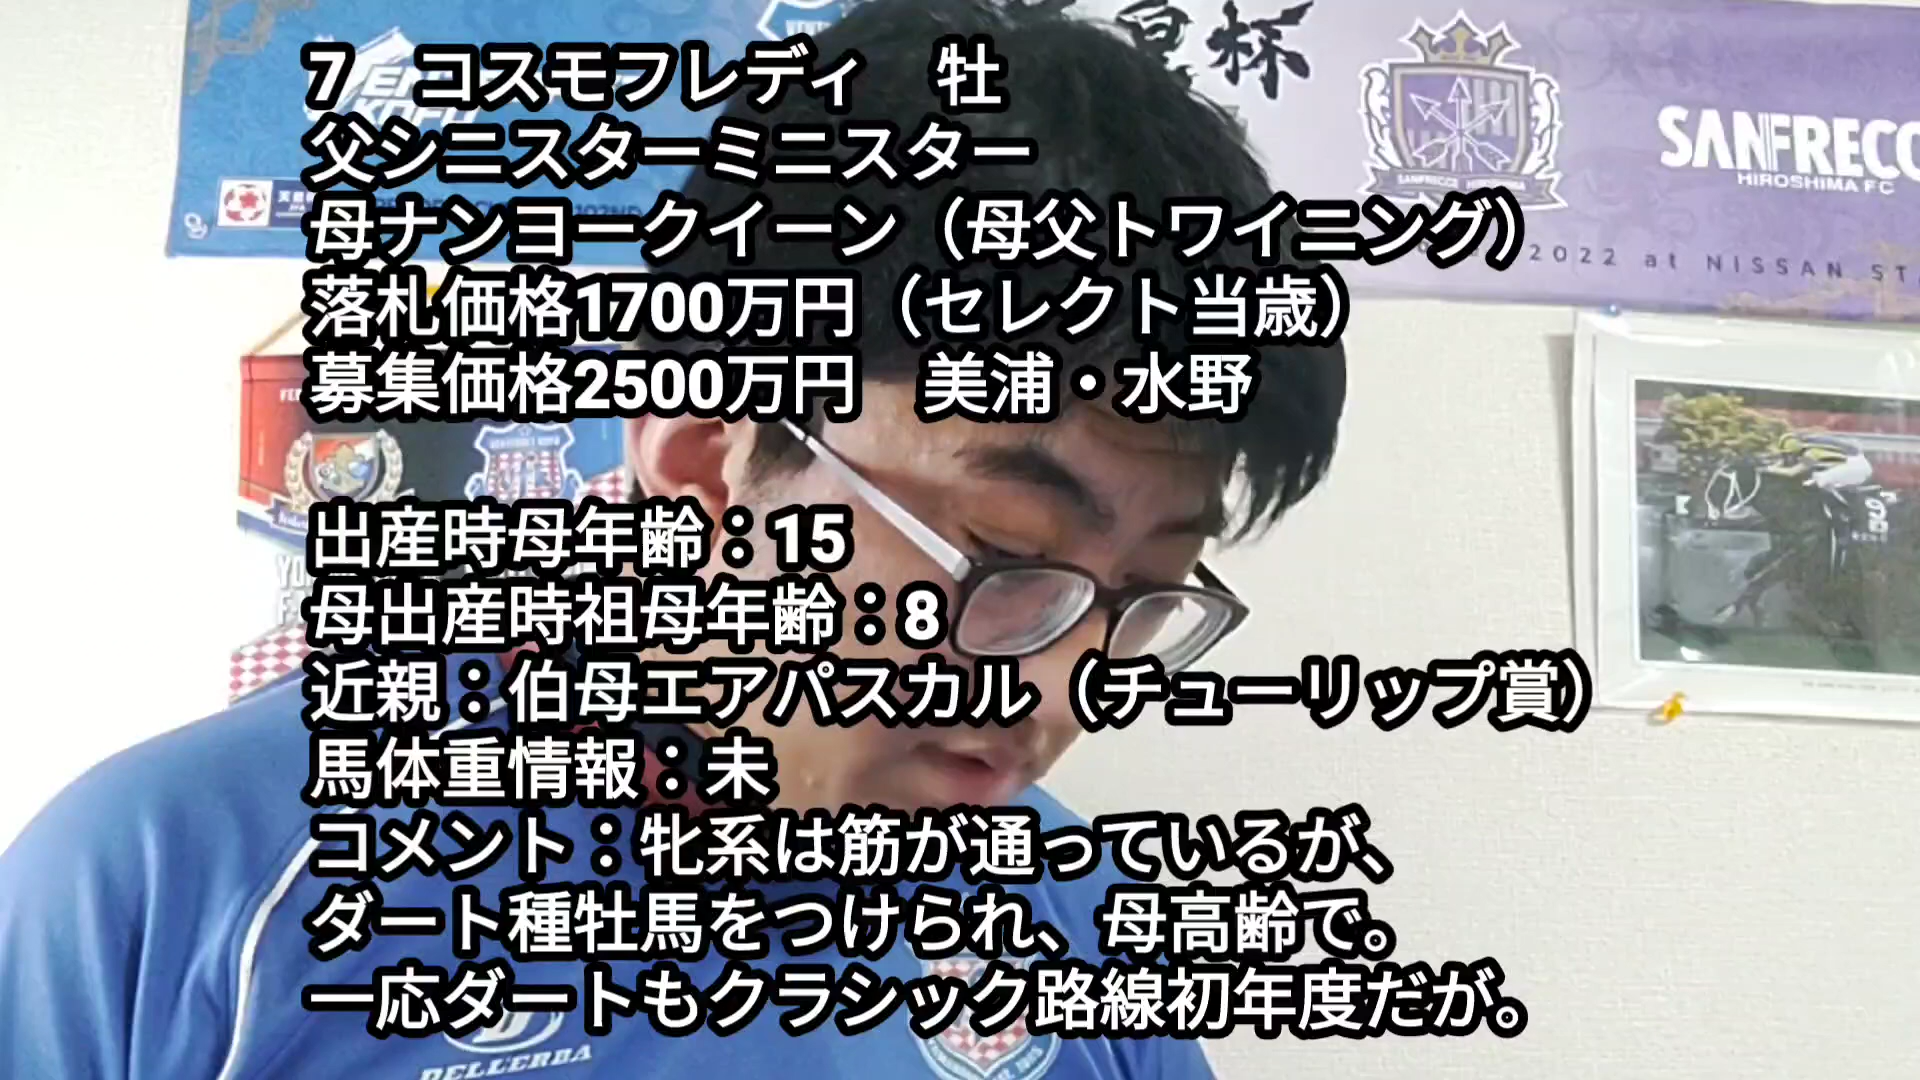 7　コスモフレディ　牡
父シニスターミニスター
母ナンヨークイーン（母父トワイニング）
落札価格1700万円（セレクト当歳）
募集価格2500万円　美浦・水野
出産時母年齢：15
母出産時祖母年齢：8
近親：伯母エアパスカル（チューリップ賞）
馬体重情報：未
コメント：牝系は筋が通っているが、
ダート種牡馬をつけられ、母高齢で。
一応ダートもクラシック路線初年度だが。
杯
SANFRECC
HIROSHIMA FC
SANFRECCE HIROSHIMA
2022 at NISSAN ST
DELLERBA